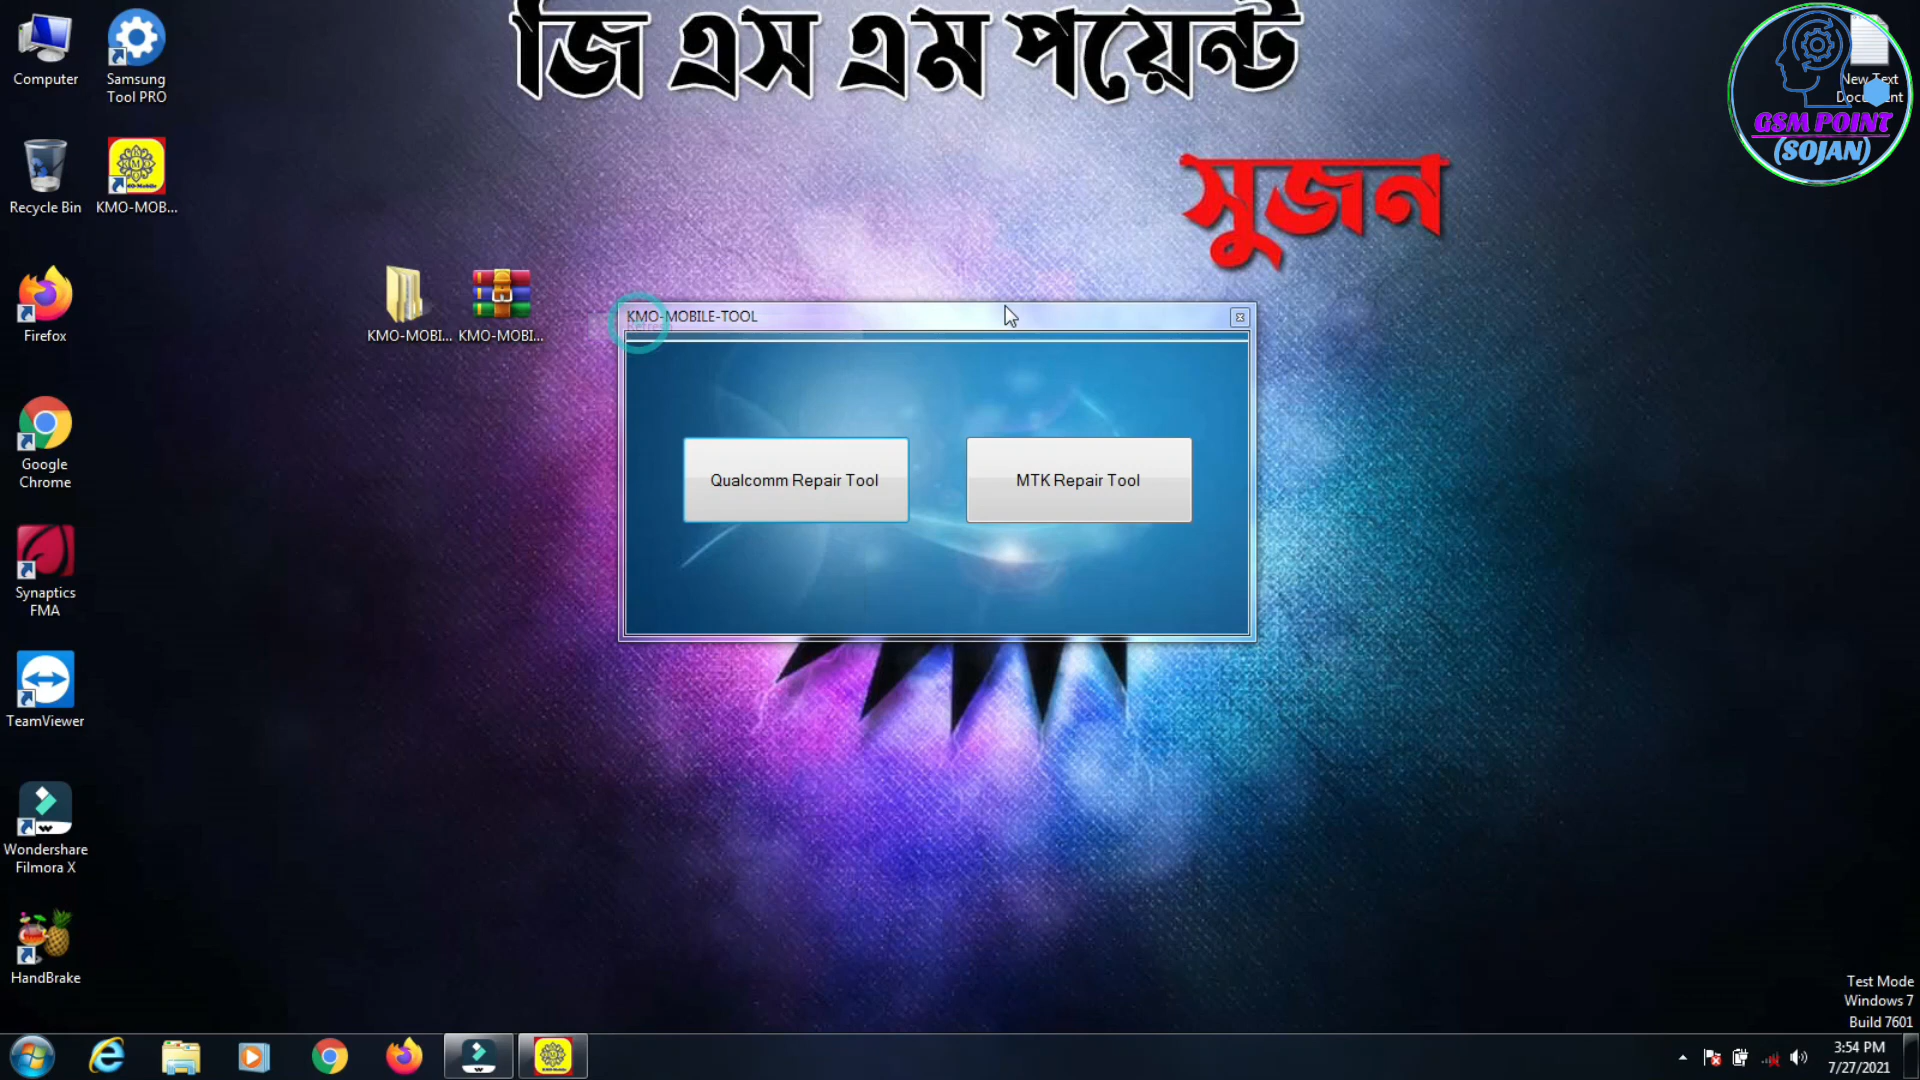 জি এস এম পয়েন্ট
সুজন
Computer
Samsung
Tool PRO
New Text
GSM POINT
(SOJAN)
Recycle Bin
KMO-MOB...
Firefox
KMO-MOBI...
KMO-MOBI...
KMO-MOBILE-TOOL
Qualcomm Repair Tool
MTK Repair Tool
Google
Chrome
Synaptics
FMA
TeamViewer
Wondershare
Filmora X
HandBrake
Test Mode
Windows 7
Build 7601
3:54 PM
7/27/2021